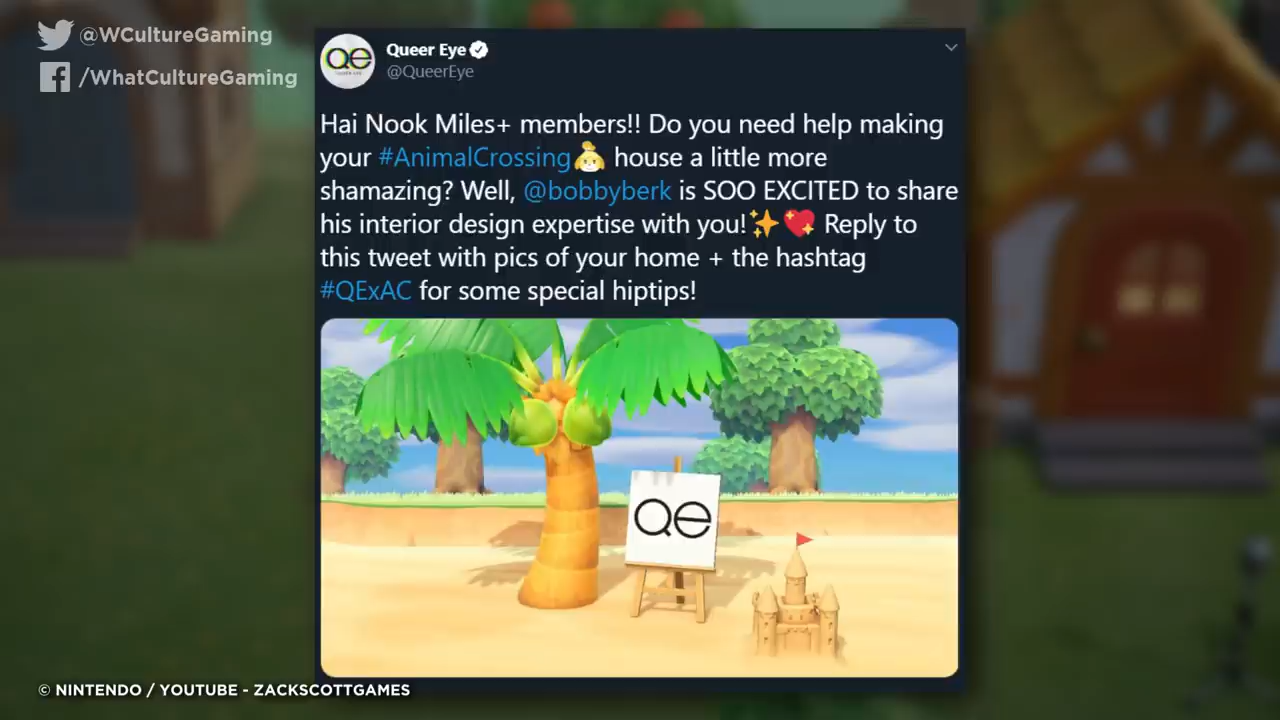 @WCultureGaming
/WhatCultureGaming
Queer Eye
@QueerEye
Hai Nook Miles+ members!! Do you need help making
your #AnimalCrossing house a little more
shamazing? Well, @bobbyberk is SOO EXCITED to share
his interior design expertise with you!✨💖 Reply to
this tweet with pics of your home + the hashtag
#QExAC for some special hiptips!
Qe
© NINTENDO / YOUTUBE - ZACKSCOTTGAMES